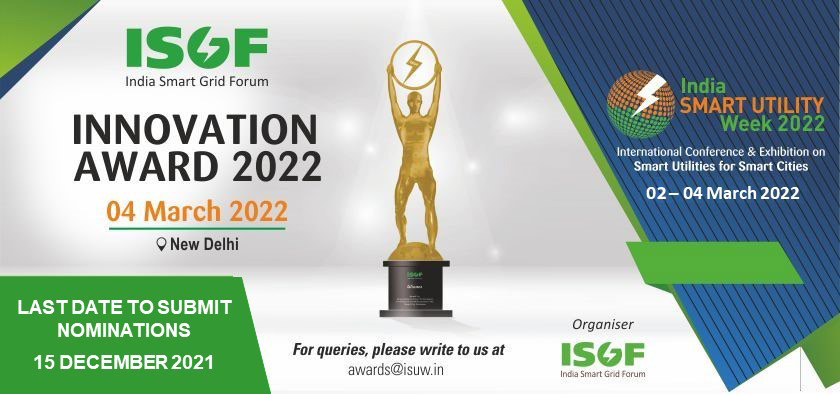 ISGF
India Smart Grid Forum
INNOVATION
AWARD 2022
04 March 2022
New Delhi
LAST DATE TO SUBMIT
NOMINATIONS
15 DECEMBER 2021
ISGF
Winner
For queries, please write to us at
awards@isuw.in
Organiser
ISGF
India Smart Grid Forum
India
SMART UTILITY
Week 2022
International Conference & Exhibition on
Smart Utilities for Smart Cities
02 – 04 March 2022